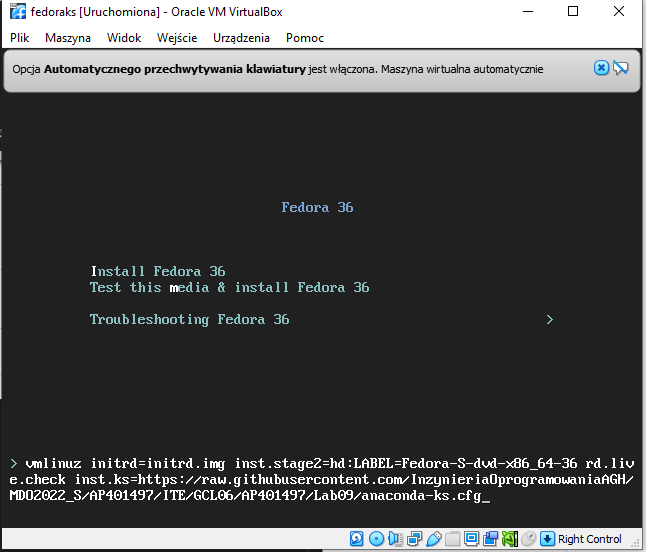 fedoraks [Uruchomiona] - Oracle VM VirtualBox
Plik Maszyna Widok Wejście Urządzenia Pomoc
Opcja Automatycznego przechwytywania klawiatury jest włączona. Maszyna wirtualna automatycznie
Fedora 36
Install Fedora 36
Test this media & install Fedora 36
Troubleshooting Fedora 36 >
> vmlinuz initrd=initrd.img inst.stage2=hd:LABEL=Fedora-S-dvd-x86_64-36 rd.liv
e.check inst.ks=https://raw.githubusercontent.com/InzynieriaOprogramowaniaAGH/
MDO2022_S/AP401497/ITE/GCL06/AP401497/Lab09/anaconda-ks.cfg_
Right Control